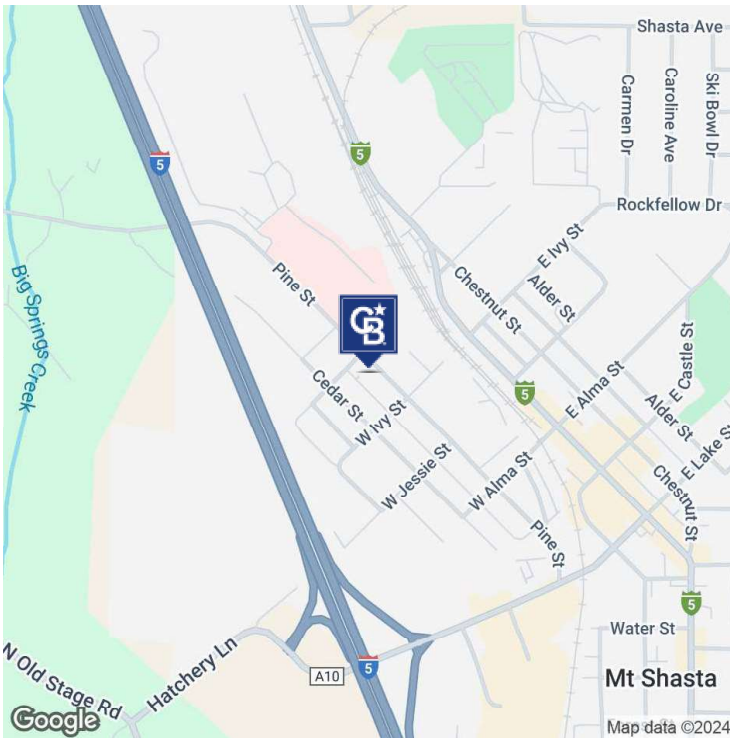 Shasta Ave
Carmen Dr
Caroline Ave
Ski Bowl Dr
5
5
Rockfellow Dr
E Ivy St
Big Springs Creek
Pine St
Chestnut St
Alder St
CB
E Castle St
Cedar St
5
E Alma St
Alder St
W Ivy St
E Lake S
W Jessie St
W Alma St
Chestnut St
Pine St
5
Water St
N Old Stage Rd
Hatchery Ln
A10
5
Mt Shasta
Google
Map data ©2024